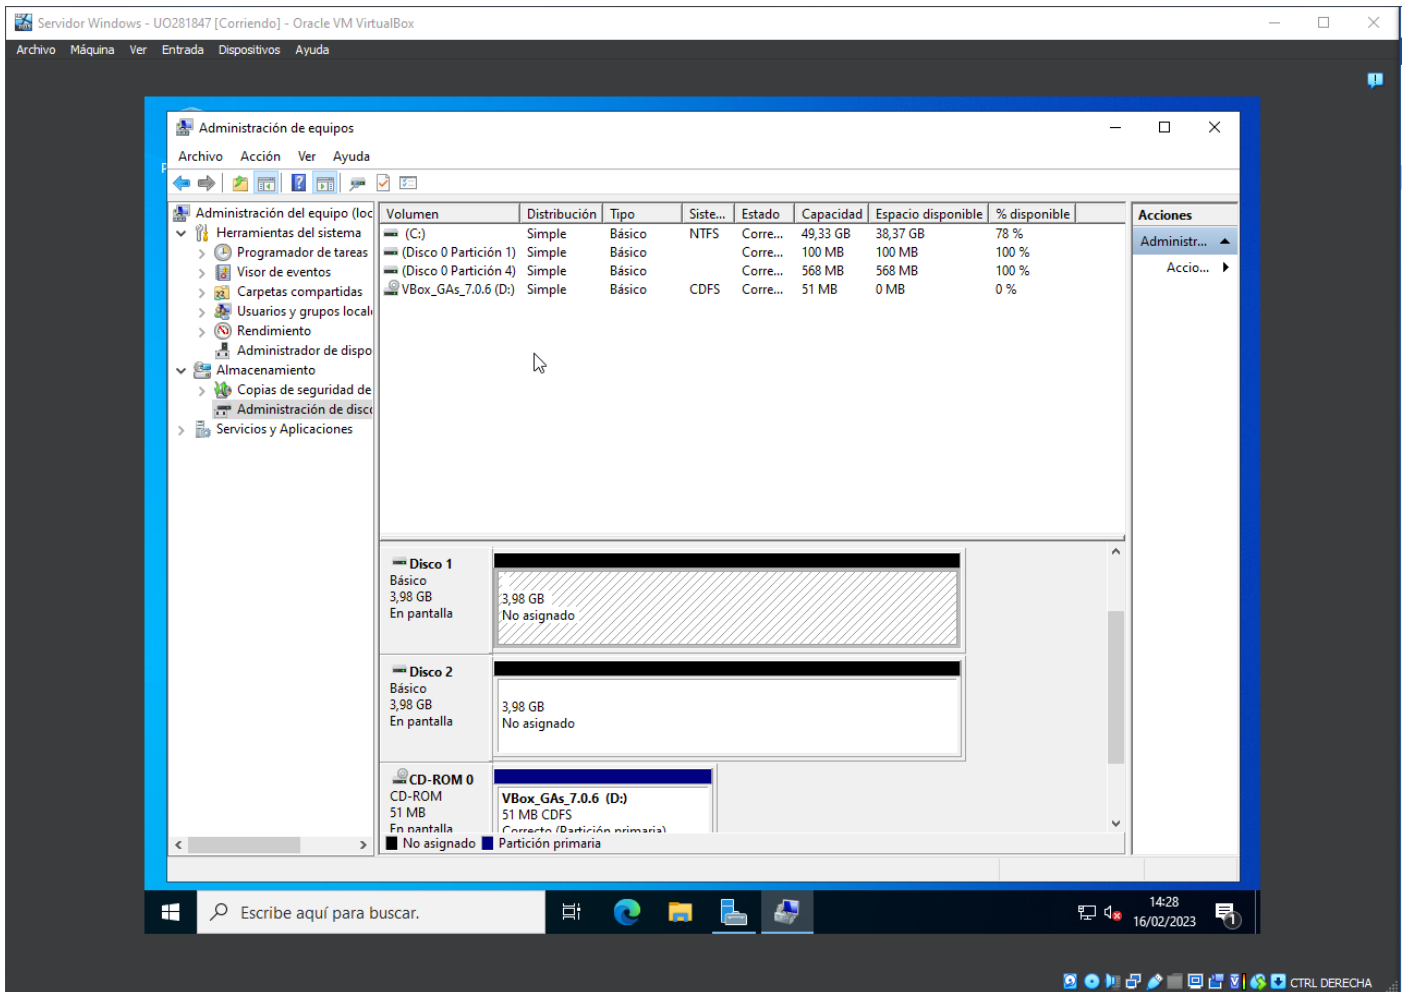 Servidor Windows - UO281847 [Corriendo] - Oracle VM VirtualBox
Archivo Máquina Ver Entrada Dispositivos Ayuda
Administración de equipos
Archivo Acción Ver Ayuda
Administración del equipo (loc
Herramientas del sistema
Programador de tareas
Visor de eventos
Carpetas compartidas
Usuarios y grupos local
Rendimiento
Administrador de dispo
Almacenamiento
Copias de seguridad de
Administración de disco
Servicios y Aplicaciones
Volumen Distribución Tipo Siste... Estado Capacidad Espacio disponible % disponible
(C:) Simple Básico NTFS Corre... 49,33 GB 38,37 GB 78 %
(Disco 0 Partición 1) Simple Básico Corre... 100 MB 100 MB 100 %
(Disco 0 Partición 4) Simple Básico Corre... 568 MB 568 MB 100 %
VBox_GAs_7.0.6 (D:) Simple Básico CDFS Corre... 51 MB 0 MB 0 %
Acciones
Administr...
Accio...
Disco 1
Básico
3,98 GB
En pantalla
3,98 GB
No asignado
Disco 2
Básico
3,98 GB
En pantalla
3,98 GB
No asignado
CD-ROM 0
CD-ROM
51 MB
En pantalla
VBox_GAs_7.0.6 (D:)
51 MB CDFS
Correcto (Partición primaria)
No asignado Partición primaria
Escribe aquí para buscar.
14:28
16/02/2023
1
CTRL DERECHA